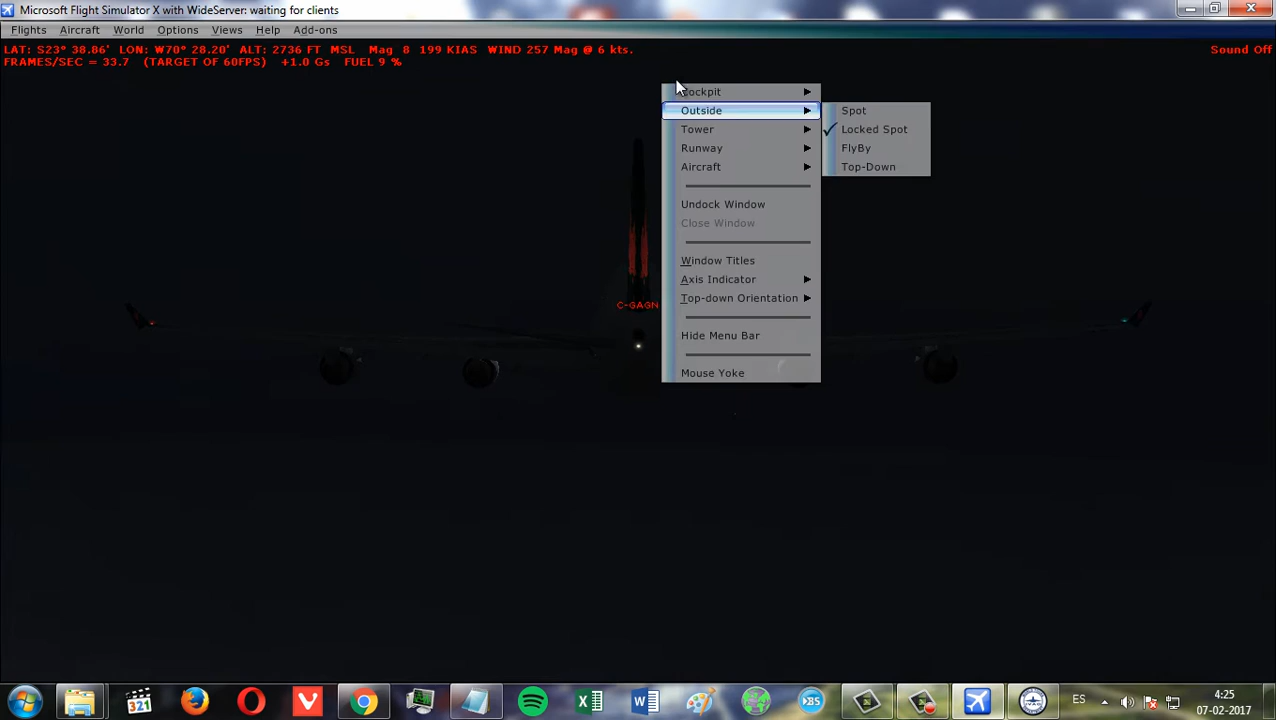 Microsoft Flight Simulator X with WideServer: waiting for clients
Flights Aircraft World Options Views Help Add-ons
LAT: S23° 38.86' LON: W70° 28.20' ALT: 2736 FT MSL Mag 8 199 KIAS WIND 257 Mag @ 6 kts.
Sound Off
FRAMES/SEC = 33.7 (TARGET OF 60FPS) +1.0 Gs FUEL 9 %
Cockpit
Outside
Tower
Runway
Aircraft
Undock Window
Close Window
Window Titles
Axis Indicator
Top-down Orientation
Hide Menu Bar
Mouse Yoke
Spot
Locked Spot
FlyBy
Top-Down
C-GAGN
321
ES
4:25
07-02-2017